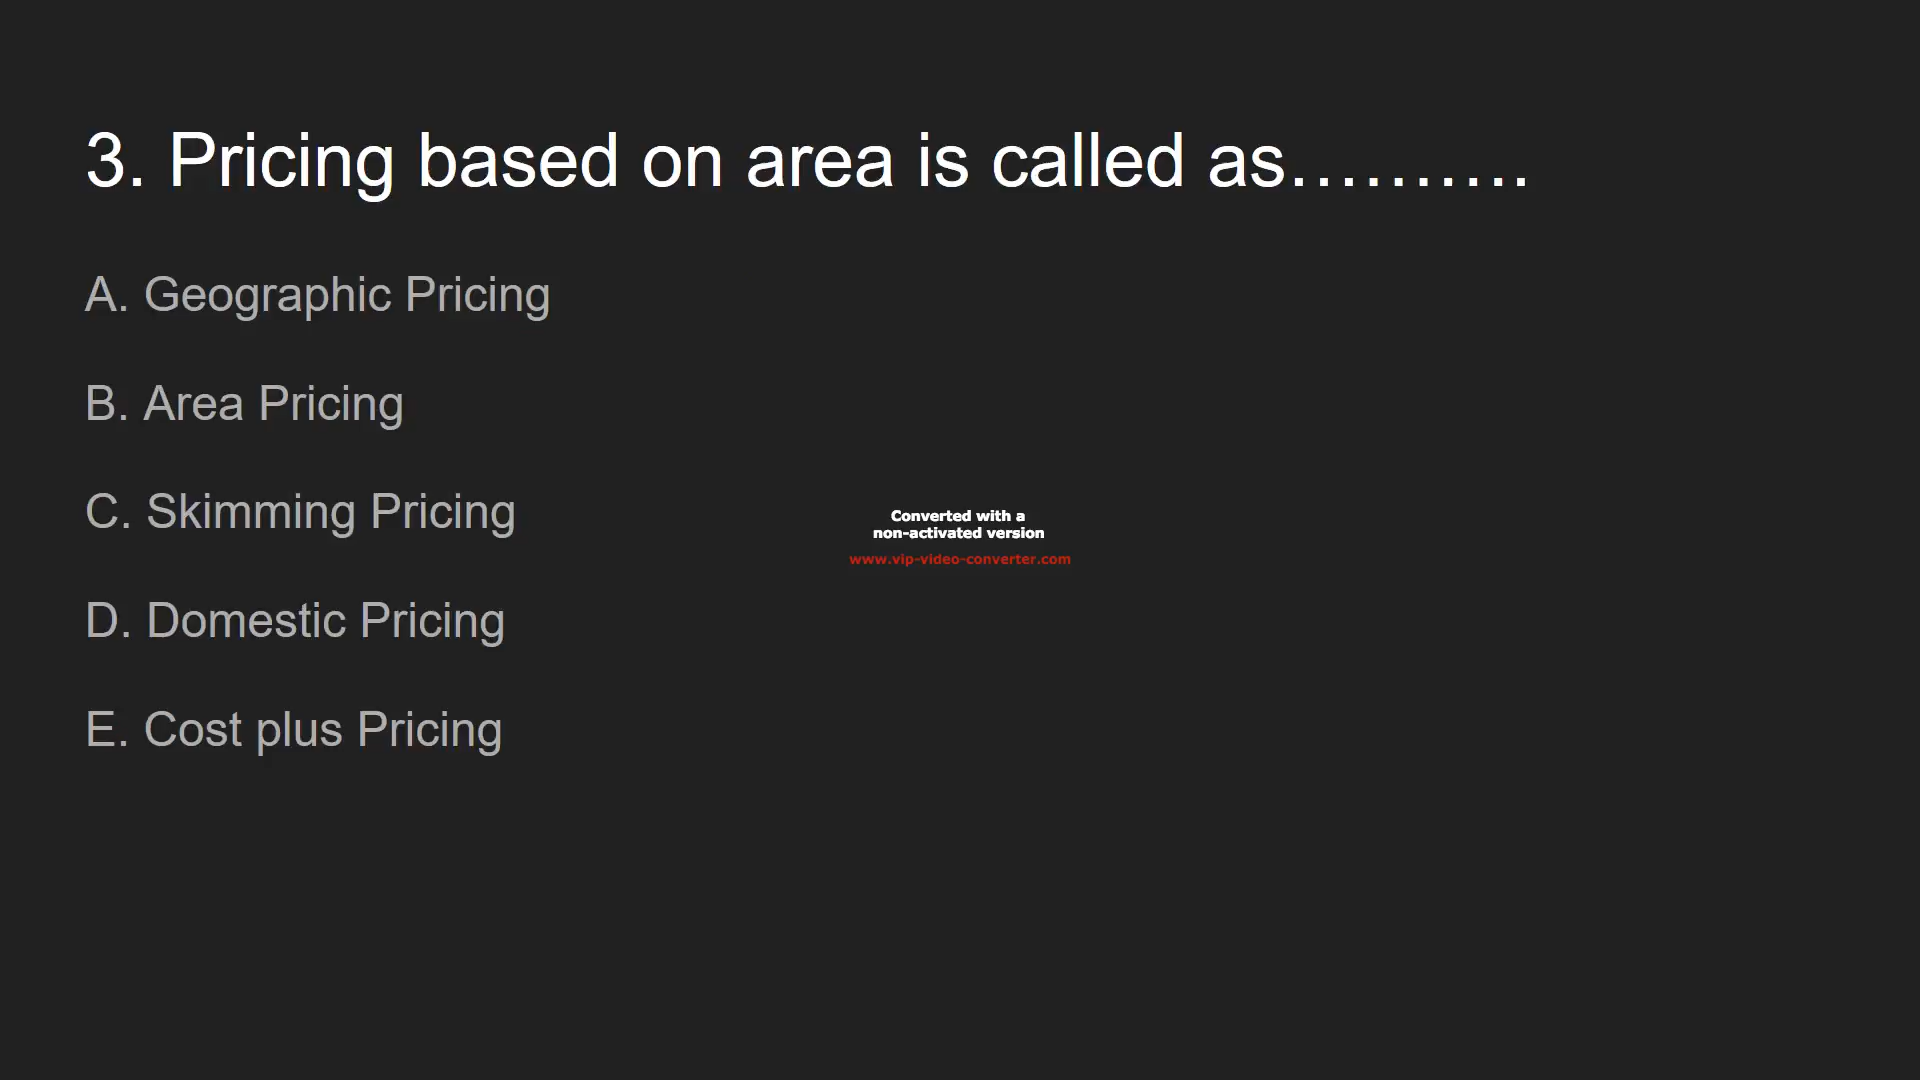 3. Pricing based on area is called as……….
A. Geographic Pricing
B. Area Pricing
C. Skimming Pricing
D. Domestic Pricing
E. Cost plus Pricing
Converted with a
non-activated version
www.vip-video-converter.com